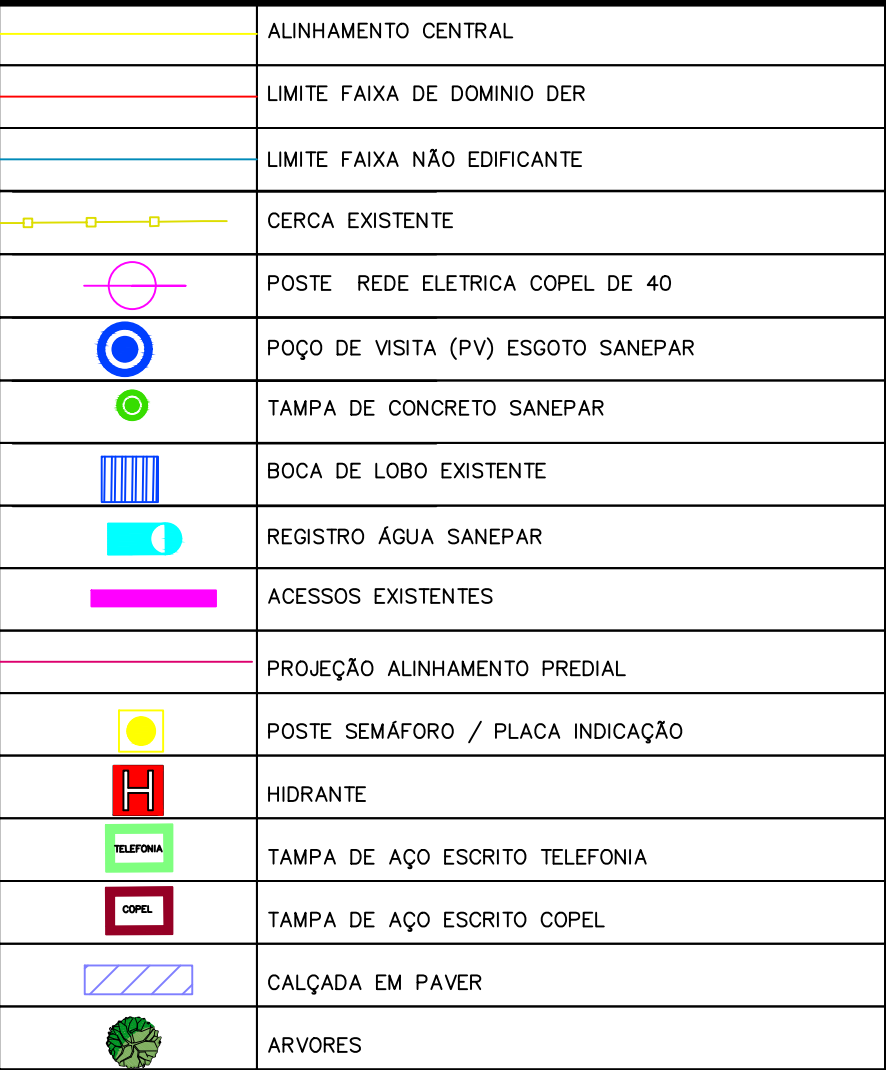 ALINHAMENTO CENTRAL
LIMITE FAIXA DE DOMINIO DER
LIMITE FAIXA NÃO EDIFICANTE
CERCA EXISTENTE
POSTE REDE ELETRICA COPEL DE 40
POÇO DE VISITA (PV) ESGOTO SANEPAR
TAMPA DE CONCRETO SANEPAR
BOCA DE LOBO EXISTENTE
REGISTRO ÁGUA SANEPAR
ACESSOS EXISTENTES
PROJEÇÃO ALINHAMENTO PREDIAL
POSTE SEMÁFORO / PLACA INDICAÇÃO
H HIDRANTE
TELEFONIA TAMPA DE AÇO ESCRITO TELEFONIA
COPEL TAMPA DE AÇO ESCRITO COPEL
CALÇADA EM PAVER
ARVORES